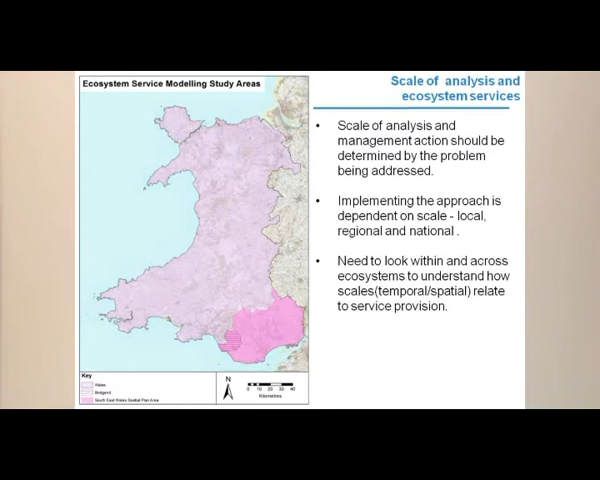 Ecosystem Service Modelling Study Areas
Key
Wales
Bridgend
South East Wales Spatial Plan Area
N
0 10 20 30 40
Kilometres
Scale of analysis and
ecosystem services
• Scale of analysis and
management action should be
determined by the problem
being addressed.
• Implementing the approach is
dependent on scale - local,
regional and national .
• Need to look within and across
ecosystems to understand how
scales(temporal/spatial) relate
to service provision.